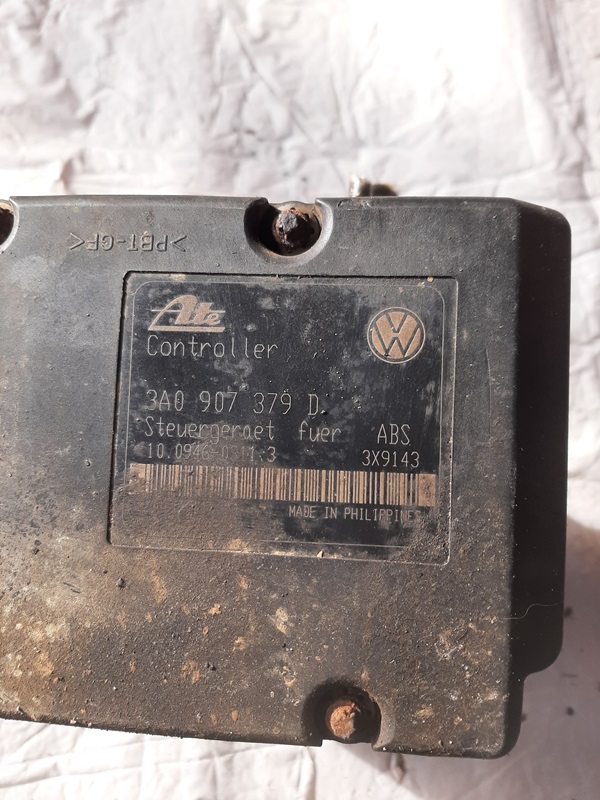 >PBT-GF<
Ate
Controller
3A0 907 379 D
Steuergeraet fuer ABS
3X9143
MADE IN PHILIPPINES